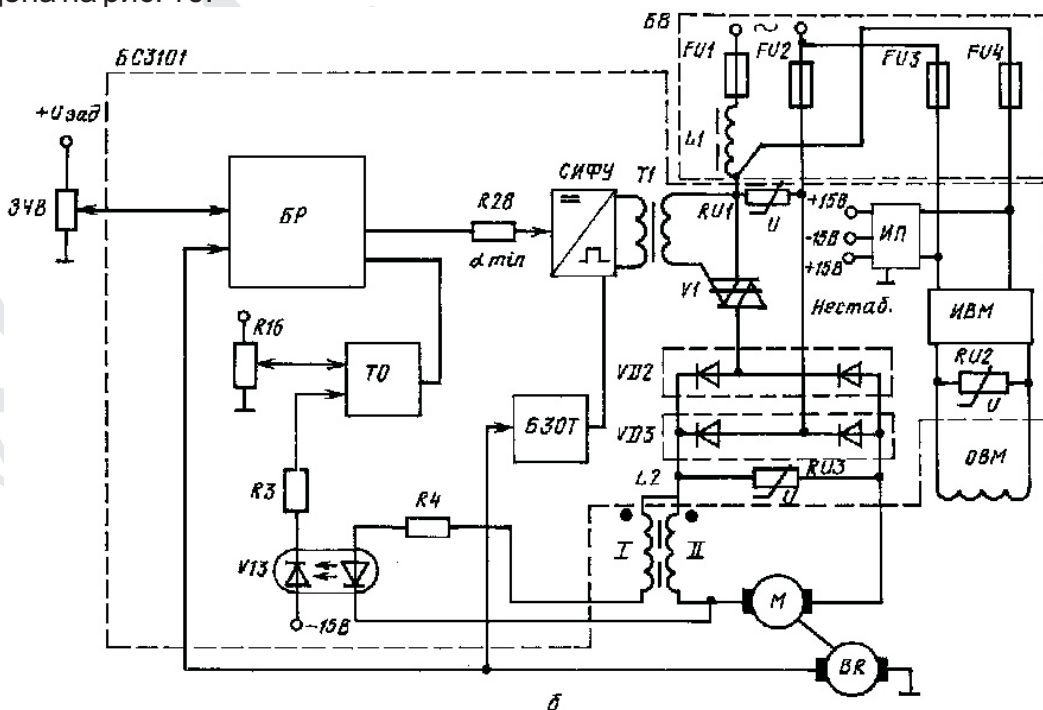 БВ
FU1
FU2
FU3
FU4
БС3101
+Uзад
L1
СИФУ
T1
ЗЧВ
БР
R28
α min
RU1
U
+15В
-15В
+15В
ИП
V1
Нестаб.
ИВМ
R16
ТО
VD2
RU2
U
БЗОТ
VD3
ОВМ
R3
R4
L2
RU3
U
I
II
V13
-15В
M
BR
б